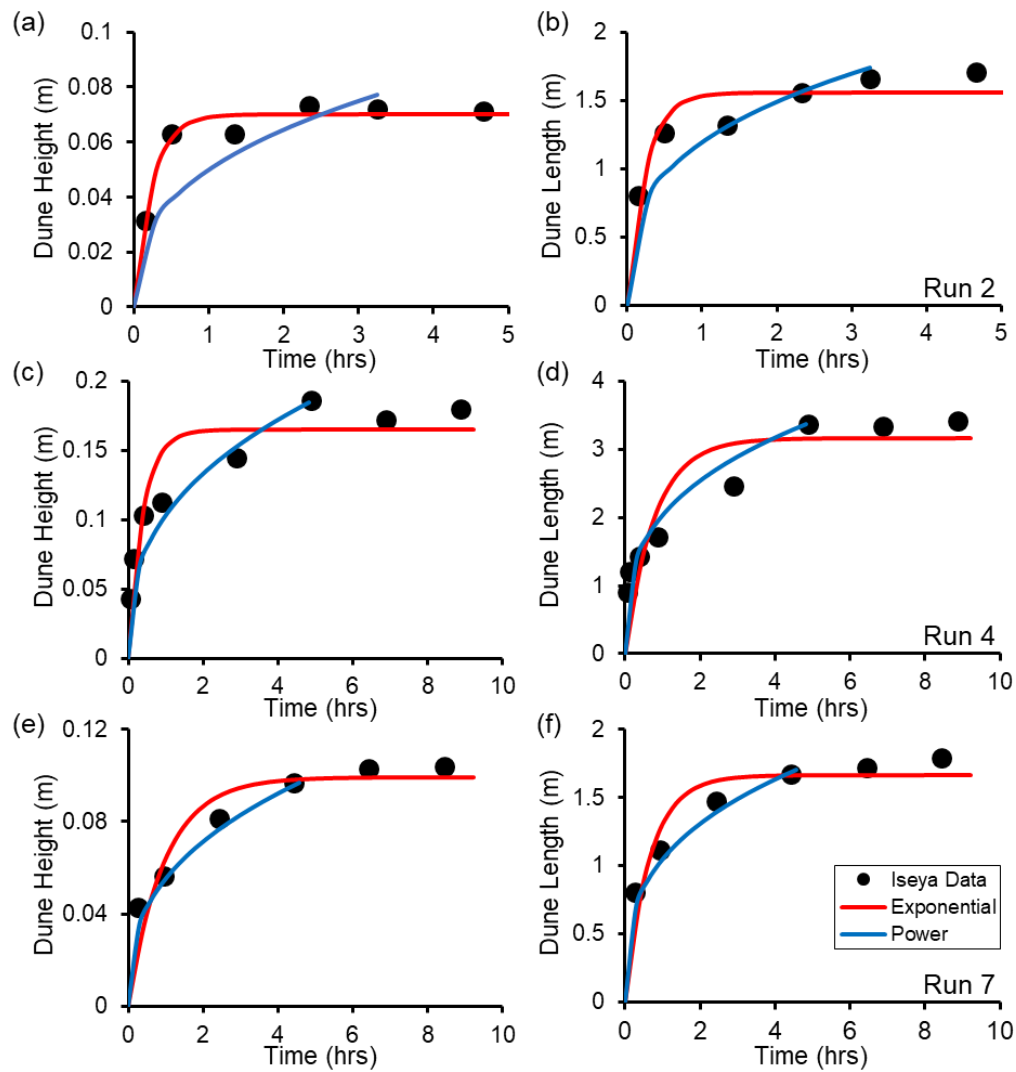 (a)
Dune Height (m)
0.1
0.08
0.06
0.04
0.02
0
0 1 2 3 4 5
Time (hrs)
(b)
Dune Length (m)
2
1.5
1
0.5
0
Run 2
0 1 2 3 4 5
Time (hrs)
(c)
Dune Height (m)
0.2
0.15
0.1
0.05
0
0 2 4 6 8 10
Time (hrs)
(d)
Dune Length (m)
4
3
2
1
0
Run 4
0 2 4 6 8 10
Time (hrs)
(e)
Dune Height (m)
0.12
0.08
0.04
0
0 2 4 6 8 10
Time (hrs)
(f)
Dune Length (m)
2
1.5
1
0.5
0
Iseya Data
Exponential
Power
Run 7
0 2 4 6 8 10
Time (hrs)